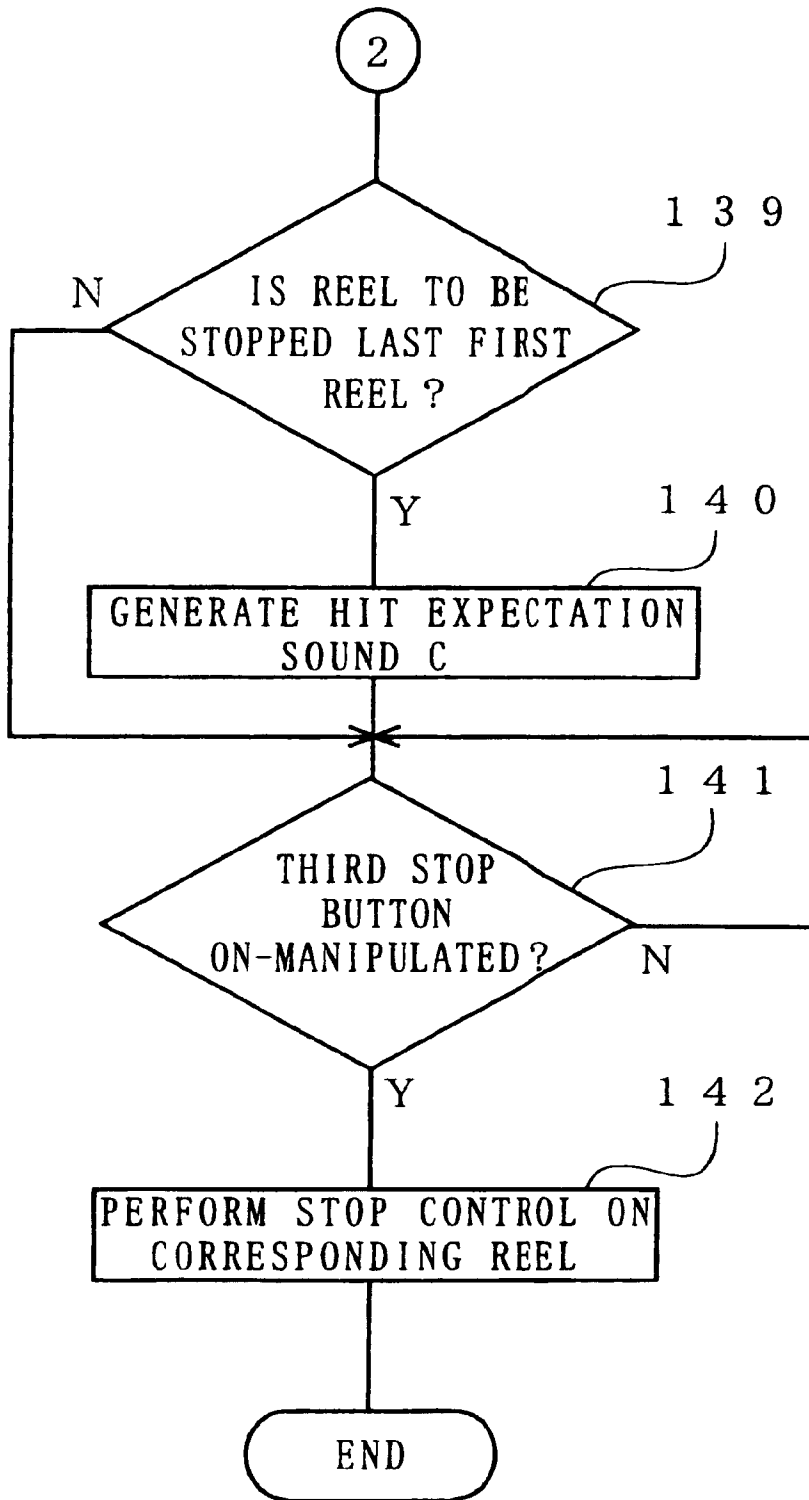 2
139
N
IS REEL TO BE
STOPPED LAST FIRST
REEL?
Y
140
GENERATE HIT EXPECTATION
SOUND C
141
THIRD STOP
BUTTON
ON-MANIPULATED?
N
Y
142
PERFORM STOP CONTROL ON
CORRESPONDING REEL
END